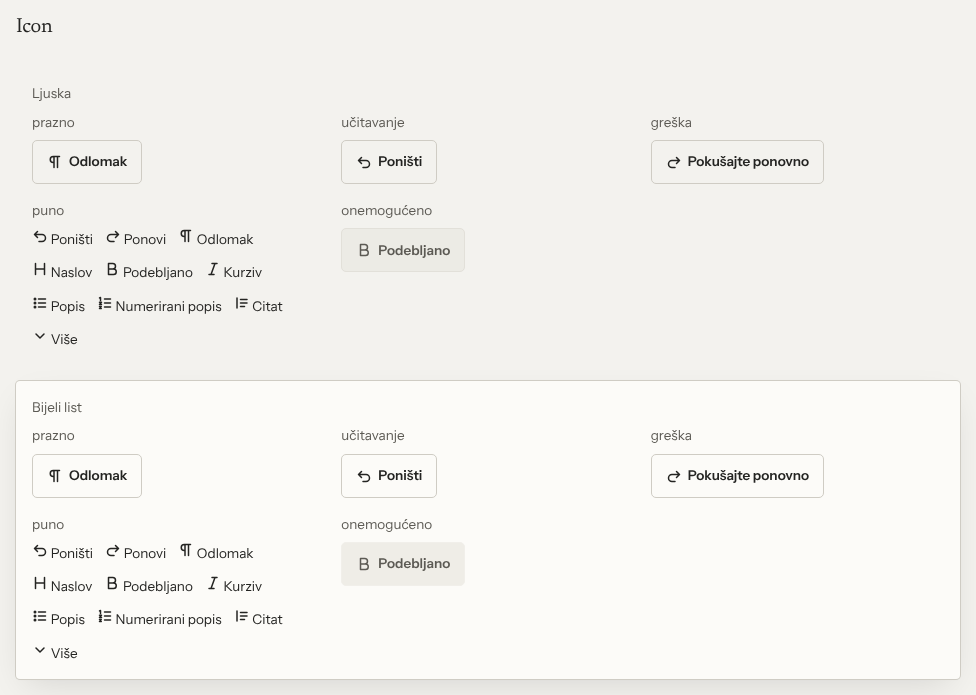 Icon
Ljuska
prazno učitavanje greška
Odlomak Poništi Pokušajte ponovno
puno onemogućeno
Poništi Ponovi Odlomak Podebljano
Naslov Podebljano Kurziv
Popis Numerirani popis Citat
Više
Bijeli list
prazno učitavanje greška
Odlomak Poništi Pokušajte ponovno
puno onemogućeno
Poništi Ponovi Odlomak Podebljano
Naslov Podebljano Kurziv
Popis Numerirani popis Citat
Više